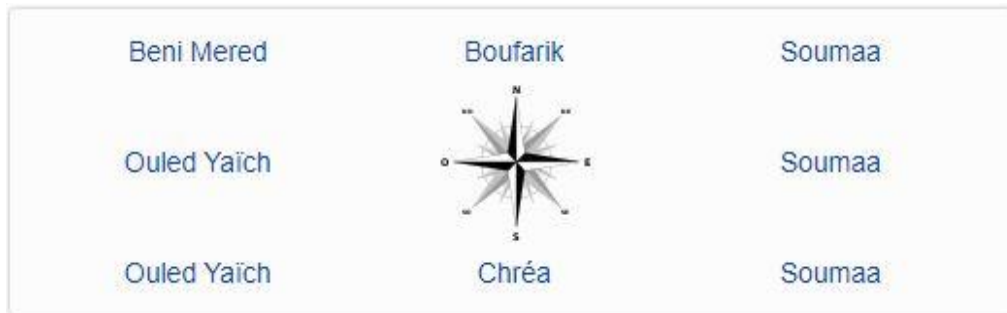 Beni Mered Boufarik Soumaa
N
Ouled Yaïch O E Soumaa
S
Ouled Yaïch Chréa Soumaa